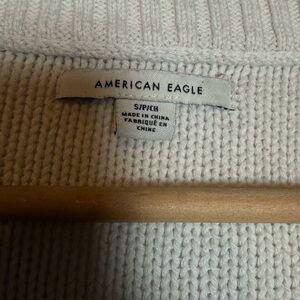 AMERICAN EAGLE
S/P/CH
MADE IN CHINA
FABRIQUÉ EN
CHINE